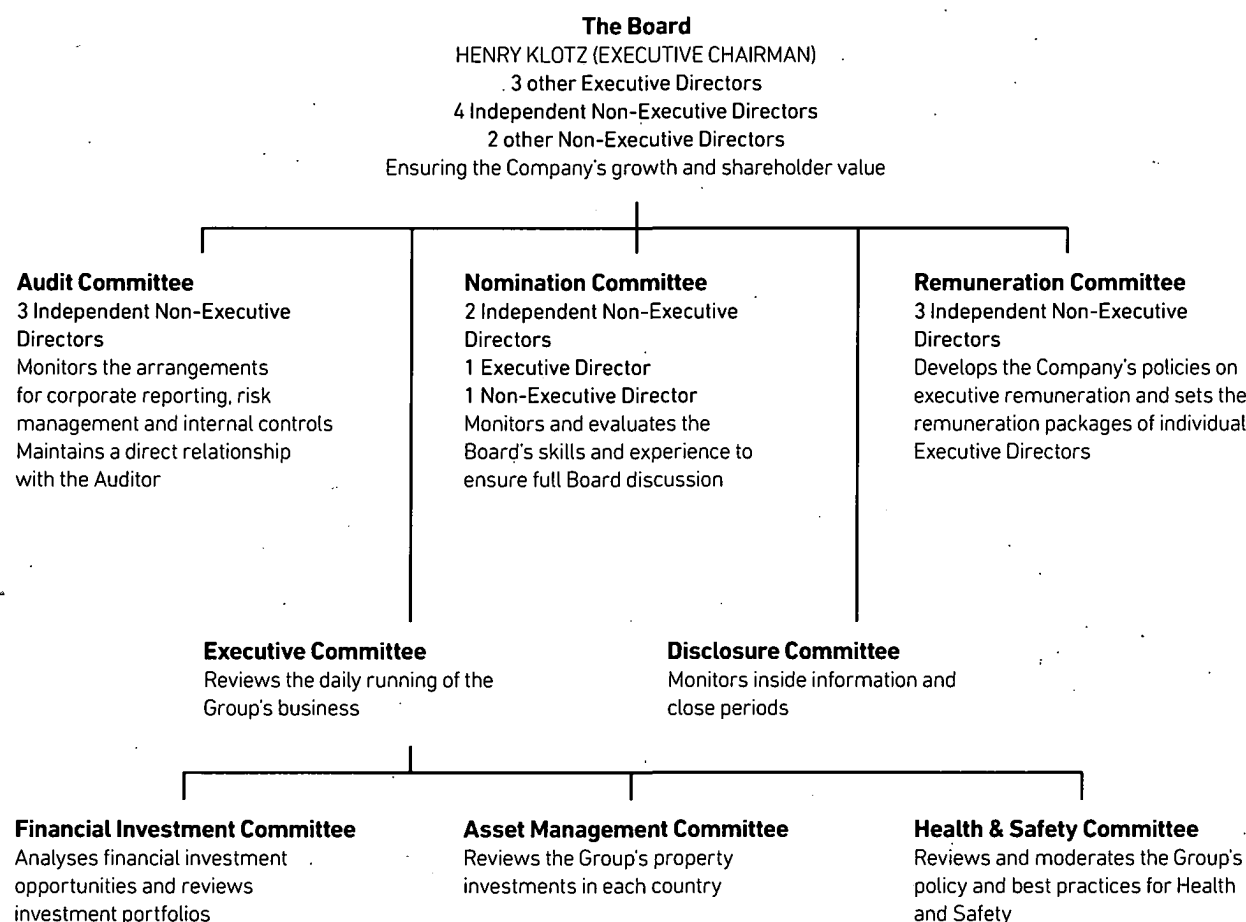 The Board
HENRY KLOTZ (EXECUTIVE CHAIRMAN)
3 other Executive Directors
4 Independent Non-Executive Directors
2 other Non-Executive Directors
Ensuring the Company's growth and shareholder value
Audit Committee
3 Independent Non-Executive
Directors
Monitors the arrangements
for corporate reporting, risk
management and internal controls
Maintains a direct relationship
with the Auditor
Nomination Committee
2 Independent Non-Executive
Directors
1 Executive Director
1 Non-Executive Director
Monitors and evaluates the
Board's skills and experience to
ensure full Board discussion
Remuneration Committee
3 Independent Non-Executive
Directors
Develops the Company's policies on
executive remuneration and sets the
remuneration packages of individual
Executive Directors
Executive Committee
Reviews the daily running of the
Group's business
Disclosure Committee
Monitors inside information and
close periods
Financial Investment Committee
Analyses financial investment
opportunities and reviews
investment portfolios
Asset Management Committee
Reviews the Group's property
investments in each country
Health & Safety Committee
Reviews and moderates the Group's
policy and best practices for Health
and Safety